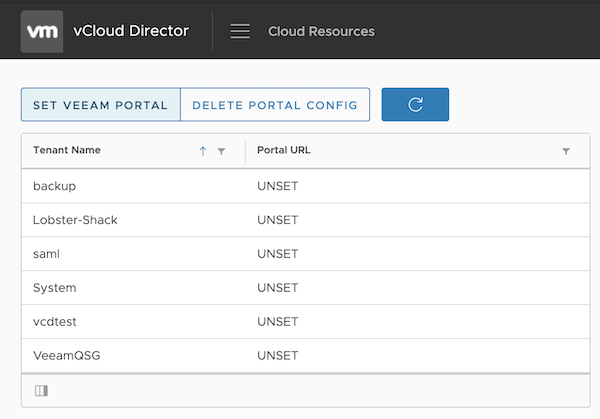 vm vCloud Director Cloud Resources
SET VEEAM PORTAL DELETE PORTAL CONFIG
Tenant Name Portal URL
backup UNSET
Lobster-Shack UNSET
saml UNSET
System UNSET
vcdtest UNSET
VeeamQSG UNSET